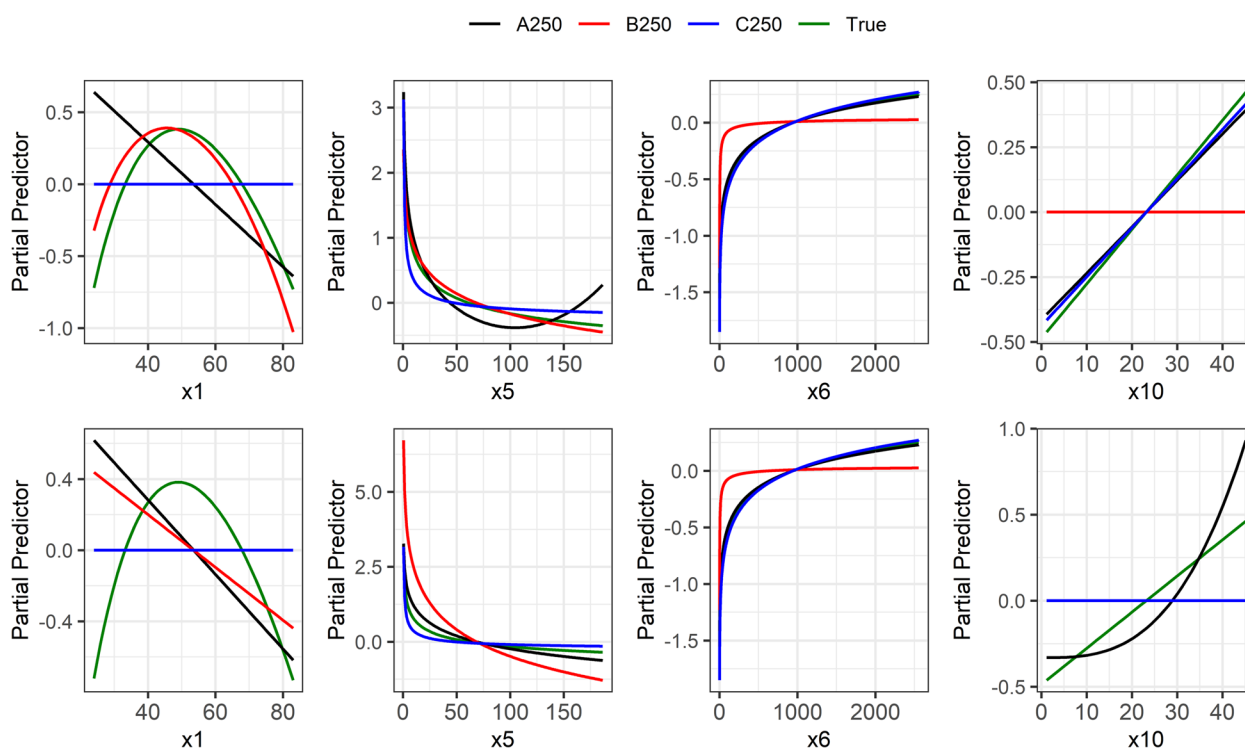 A250 B250 C250 True
Partial Predictor
0.5
0.0
-0.5
-1.0
40 60 80
x1
Partial Predictor
3
2
1
0
0 50 100 150
x5
Partial Predictor
0.0
-0.5
-1.0
-1.5
0 1000 2000
x6
Partial Predictor
0.50
0.25
0.00
-0.25
-0.50
0 10 20 30 40
x10
Partial Predictor
0.4
0.0
-0.4
40 60 80
x1
Partial Predictor
5.0
2.5
0.0
0 50 100 150
x5
Partial Predictor
0.0
-0.5
-1.0
-1.5
0 1000 2000
x6
Partial Predictor
1.0
0.5
0.0
-0.5
0 10 20 30 40
x10